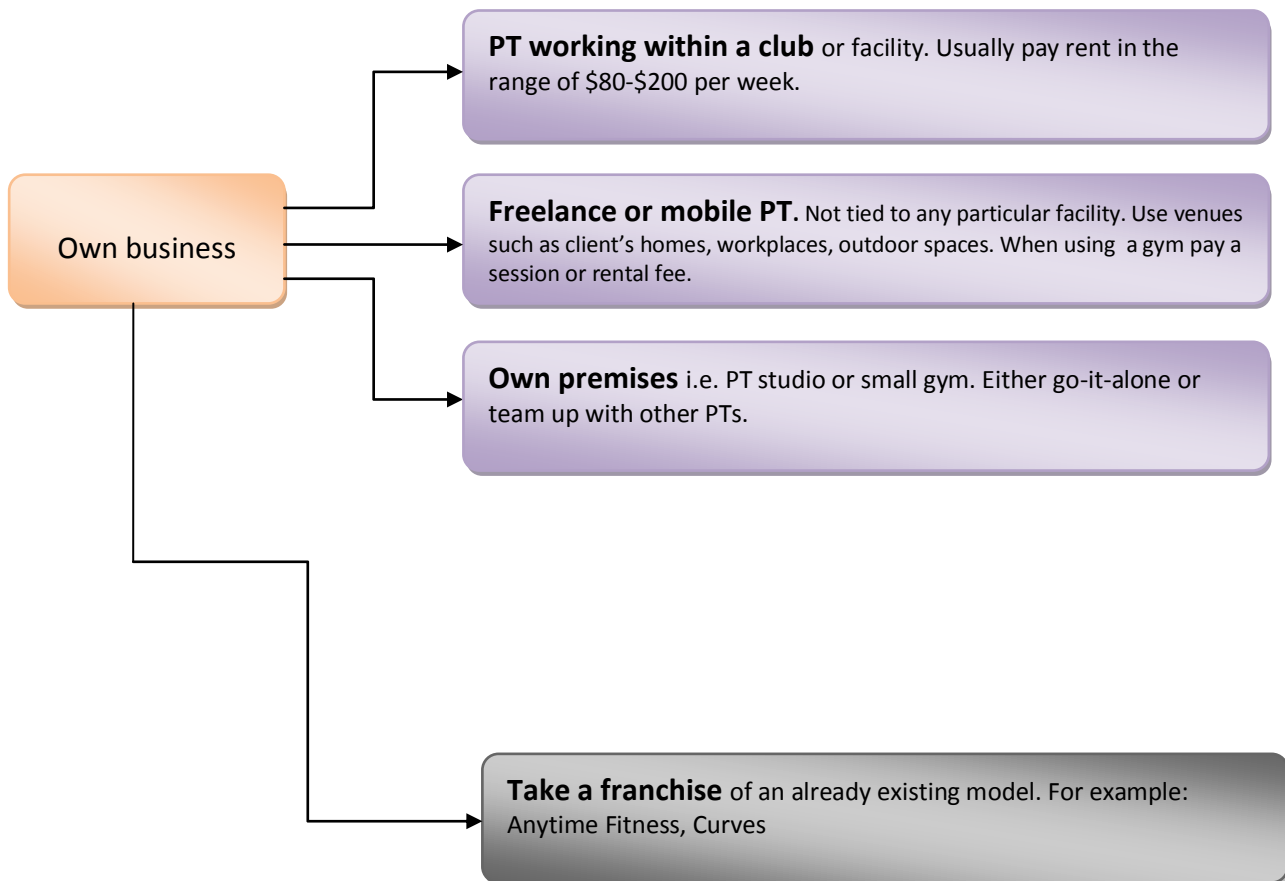 PT working within a club or facility. Usually pay rent in the
range of $80-$200 per week.
Own business
Freelance or mobile PT. Not tied to any particular facility. Use venues
such as client’s homes, workplaces, outdoor spaces. When using a gym pay a
session or rental fee.
Own premises i.e. PT studio or small gym. Either go-it-alone or
team up with other PTs.
Take a franchise of an already existing model. For example:
Anytime Fitness, Curves